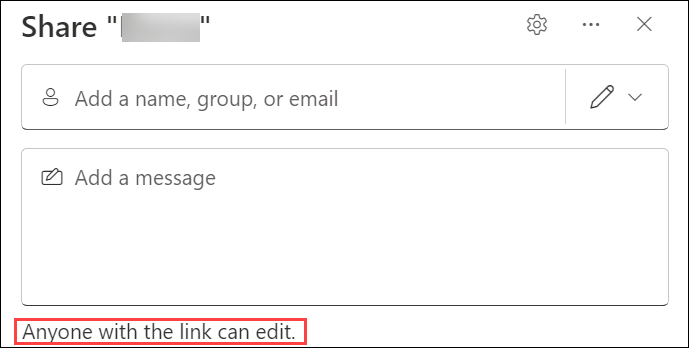 Share " "
Add a name, group, or email
Add a message
Anyone with the link can edit.